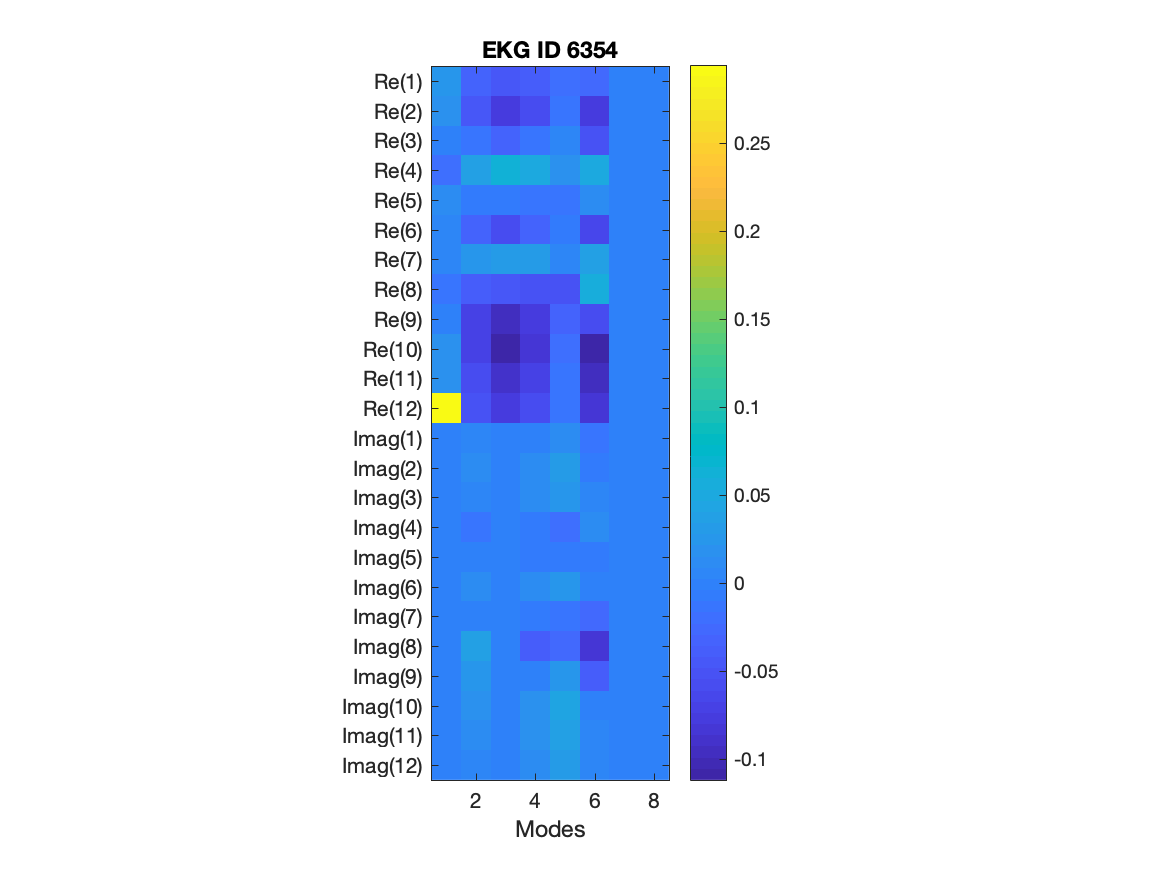 EKG ID 6354
Re(1)
Re(2)
Re(3)
Re(4)
Re(5)
Re(6)
Re(7)
Re(8)
Re(9)
Re(10)
Re(11)
Re(12)
Imag(1)
Imag(2)
Imag(3)
Imag(4)
Imag(5)
Imag(6)
Imag(7)
Imag(8)
Imag(9)
Imag(10)
Imag(11)
Imag(12)
2 4 6 8
Modes
0.25
0.2
0.15
0.1
0.05
0
-0.05
-0.1